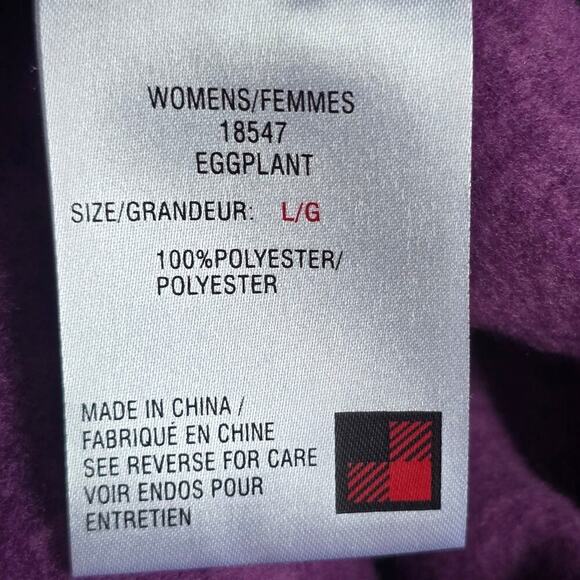 WOMENS/FEMMES
18547
EGGPLANT
SIZE/GRANDEUR: L/G
100%POLYESTER/
POLYESTER
MADE IN CHINA /
FABRIQUÉ EN CHINE
SEE REVERSE FOR CARE
VOIR ENDOS POUR
ENTRETIEN